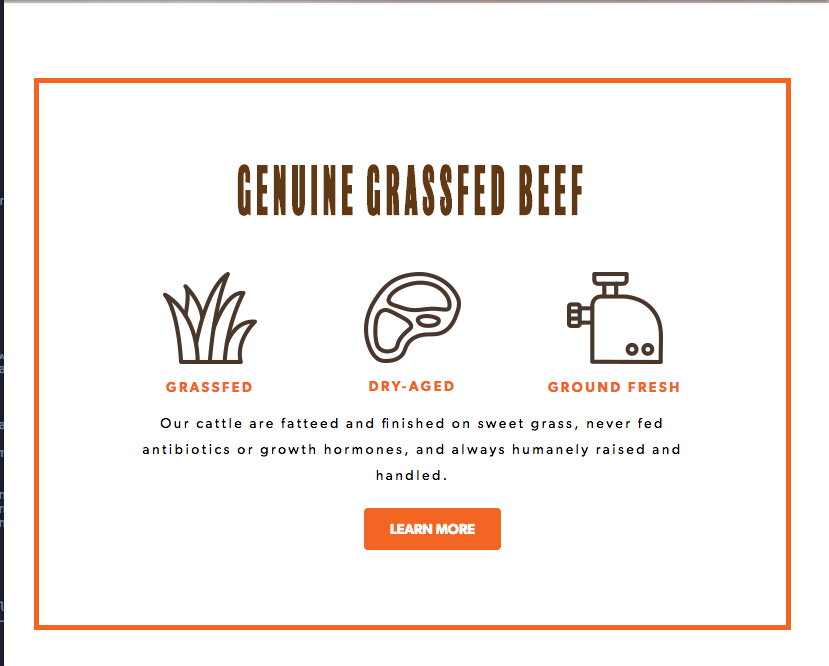 GENUINE GRASSFED BEEF
GRASSFED
DRY-AGED
GROUND FRESH
Our cattle are fatteed and finished on sweet grass, never fed
antibiotics or growth hormones, and always humanely raised and
handled.
LEARN MORE